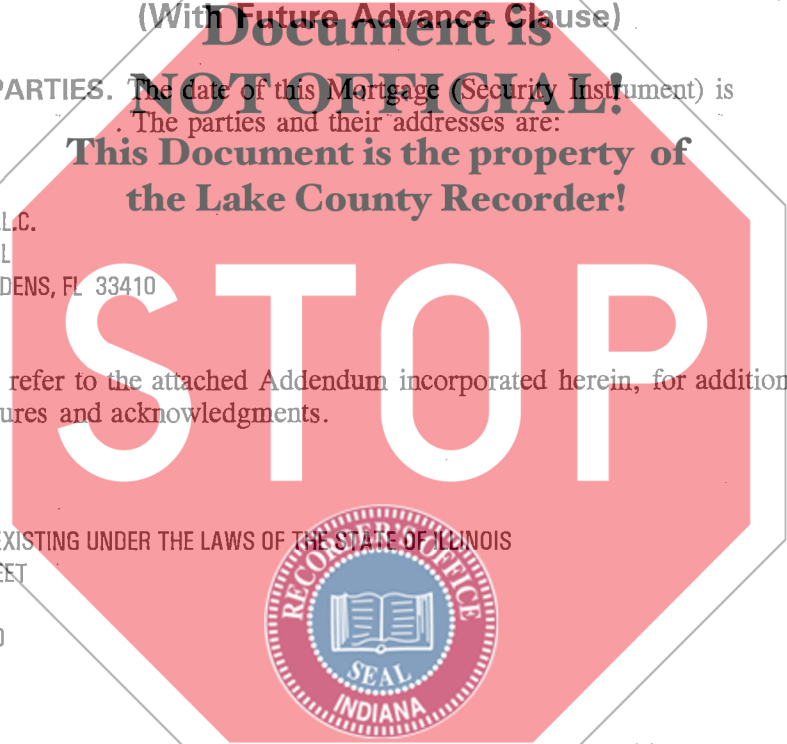 (With Future Advance Clause)
Document is
PARTIES. The date of this Mortgage (Security Instrument) is
NOT OFFICIAL!
. The parties and their addresses are:
This Document is the property of
the Lake County Recorder!
L.C.
L
DENS, FL 33410
STOP
refer to the attached Addendum incorporated herein, for addition
ures and acknowledgments.
EXISTING UNDER THE LAWS OF THE STATE OF ILLINOIS
EET
RECORDER'S OFFICE
SEAL
INDIANA